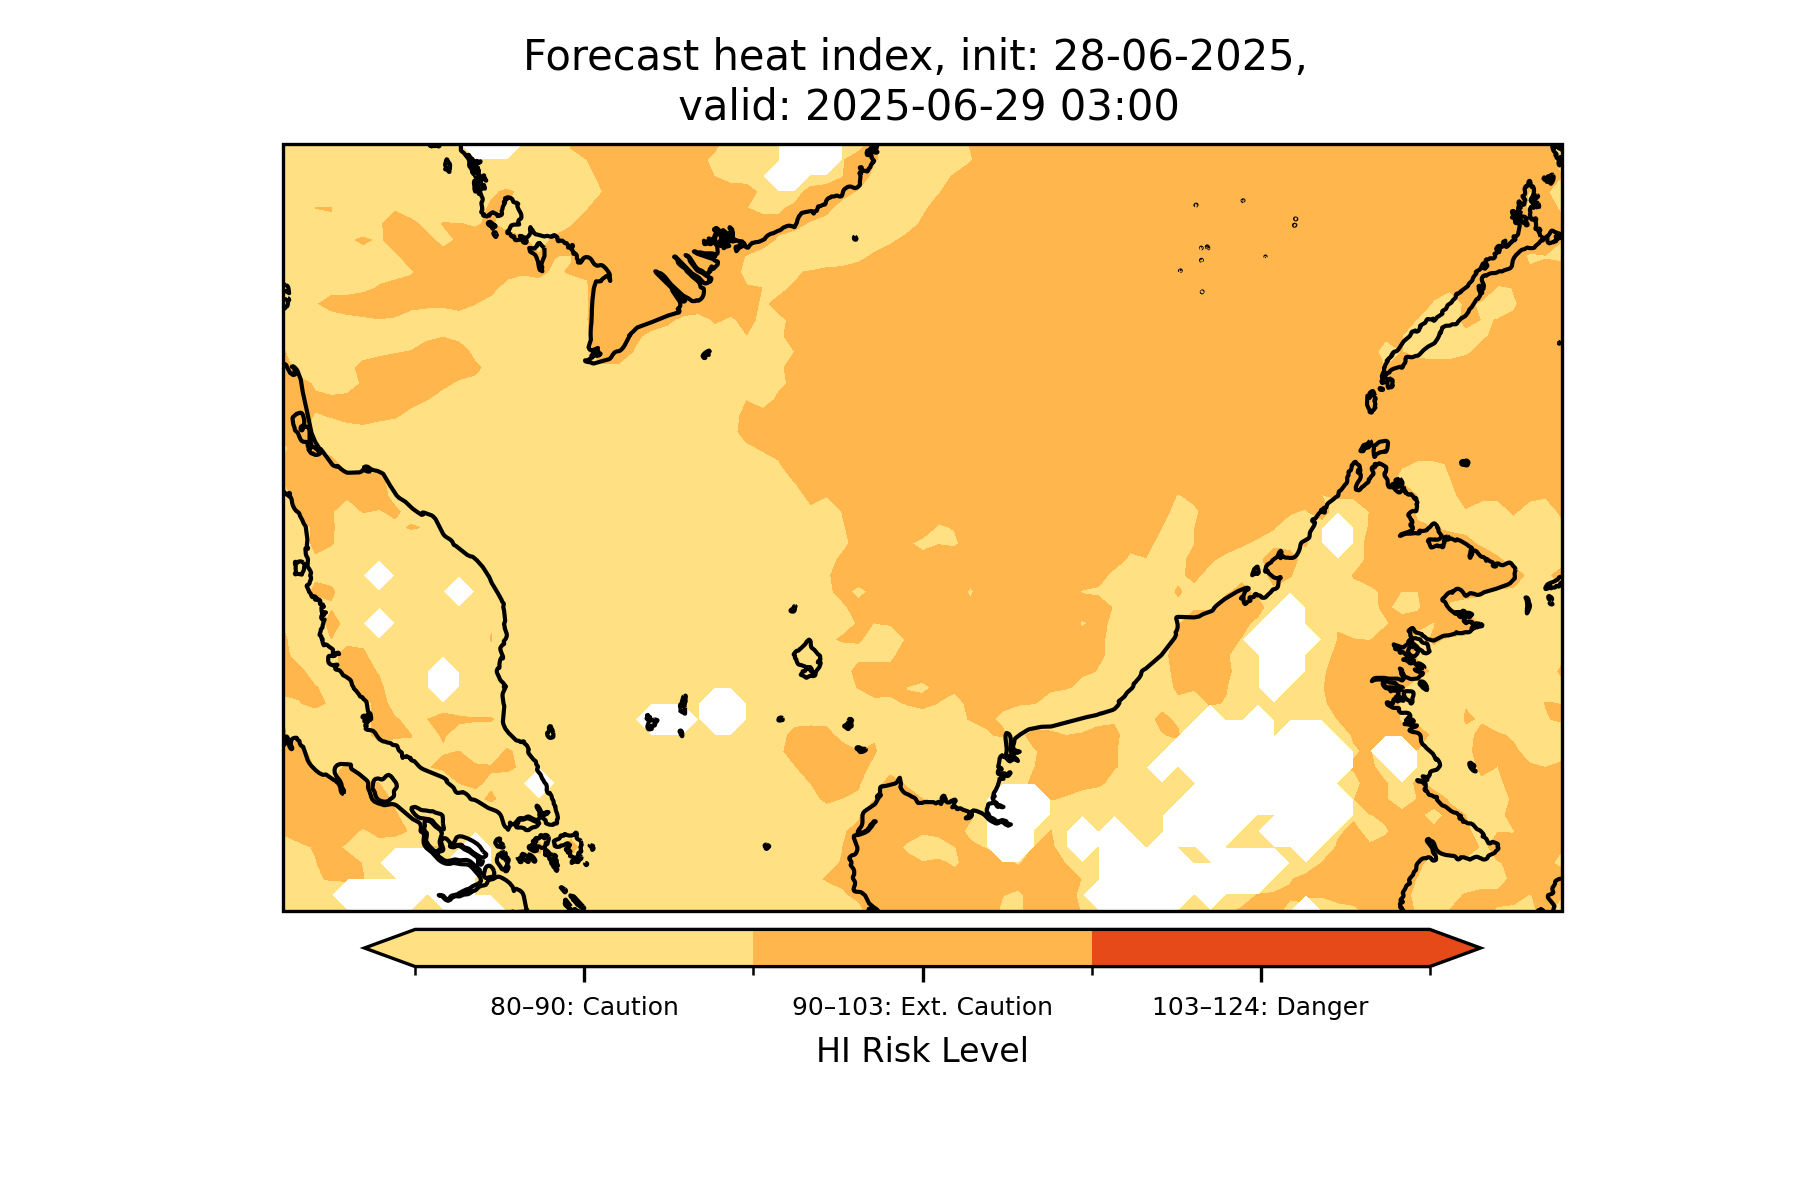 Forecast heat index, init: 28-06-2025,
valid: 2025-06-29 03:00
80–90: Caution
90–103: Ext. Caution
103–124: Danger
HI Risk Level